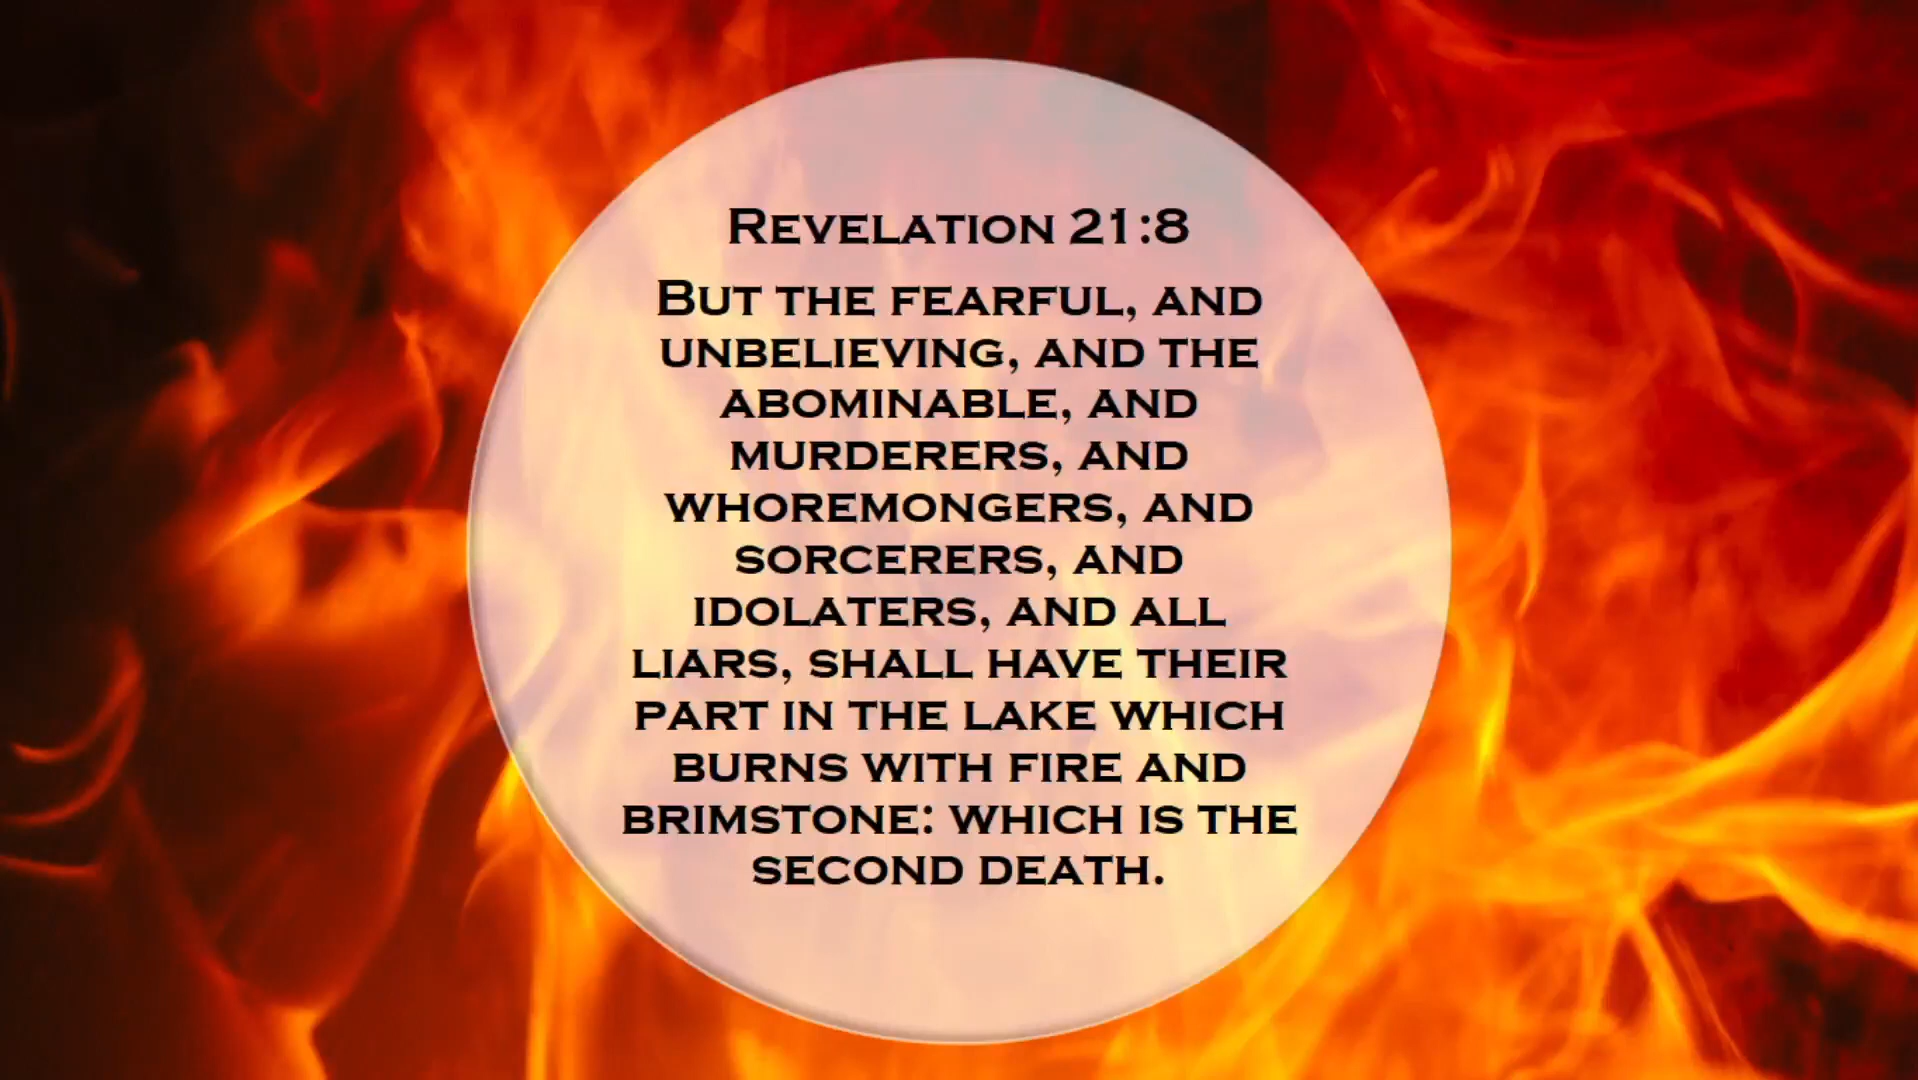 Revelation 21:8
But the fearful, and
unbelieving, and the
abominable, and
murderers, and
whoremongers, and
sorcerers, and
idolaters, and all
liars, shall have their
part in the lake which
burns with fire and
brimstone: which is the
second death.